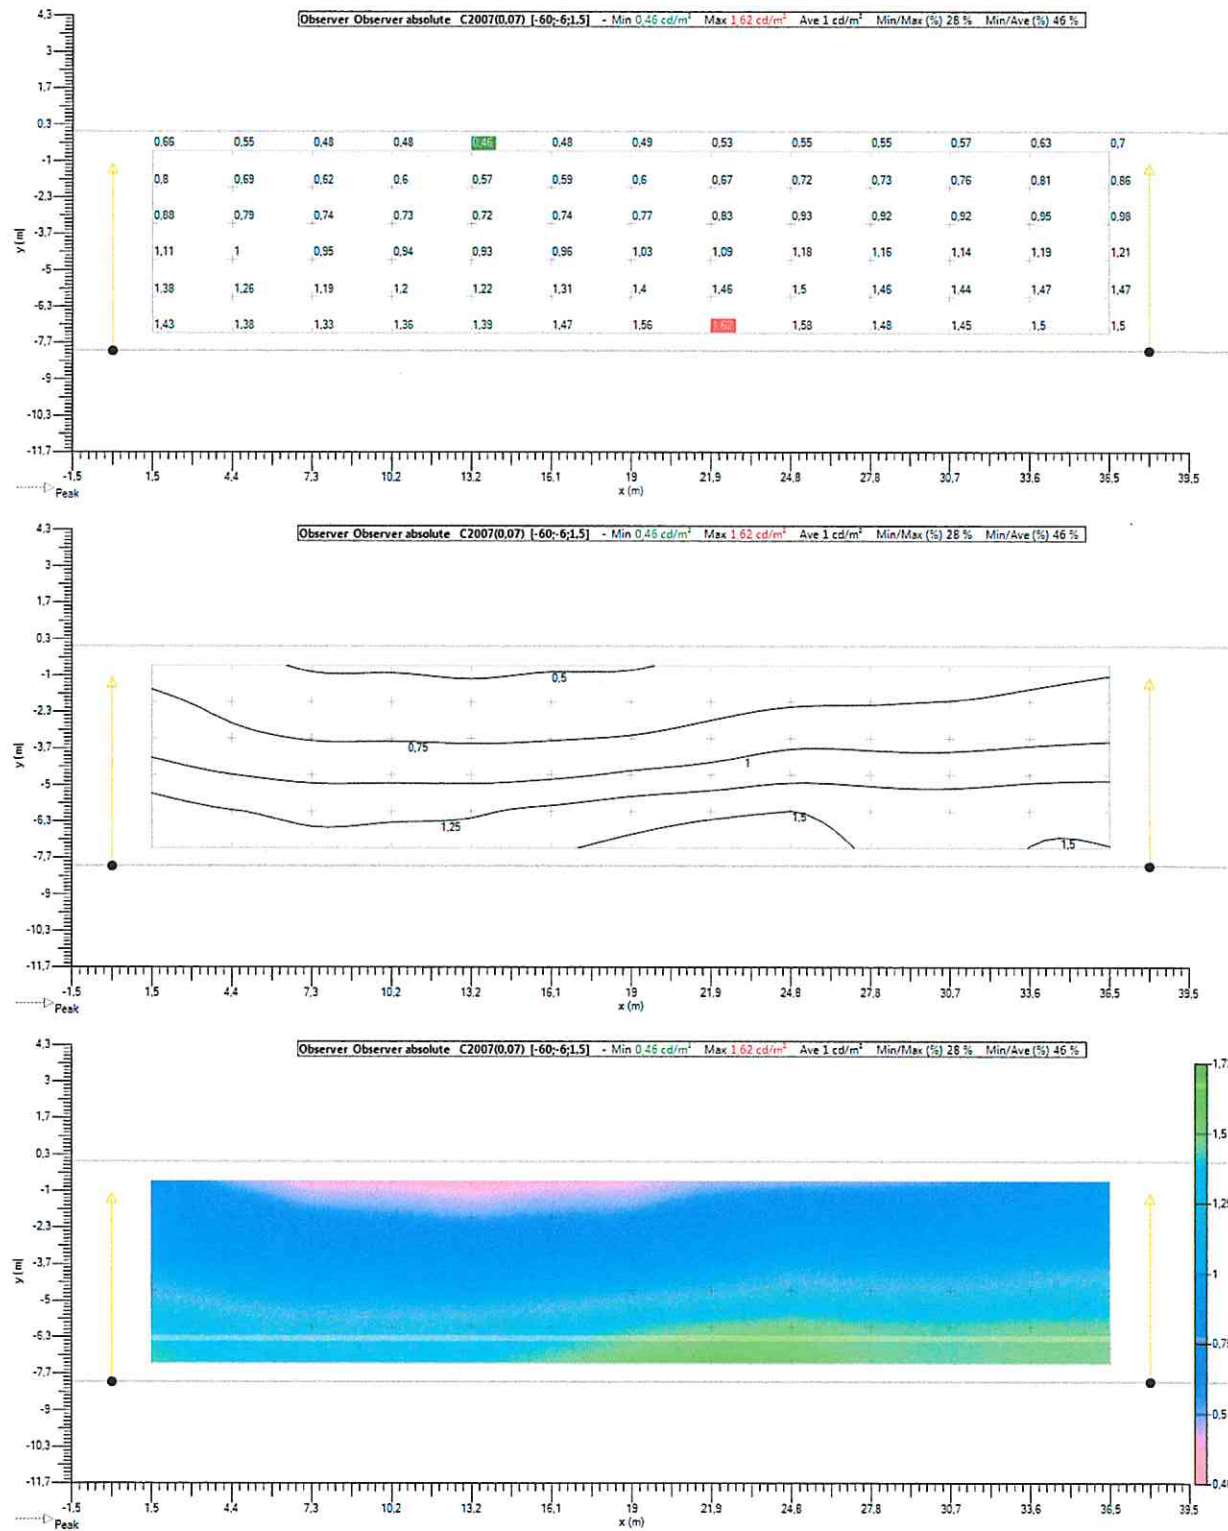 4,3
Observer Observer absolute C2007(0,07) [-60;-6;1,5] - Min 0,46 cd/m² Max 1,62 cd/m² Ave 1 cd/m² Min/Max (%) 28 % Min/Ave (%) 46 %
3
1,7
0,3
0,66 0,55 0,48 0,48 0,46 0,48 0,49 0,53 0,55 0,55 0,57 0,63 0,7
-1
0,8 0,69 0,62 0,6 0,57 0,59 0,6 0,67 0,72 0,73 0,76 0,81 0,86
-2,3
0,88 0,79 0,74 0,73 0,72 0,74 0,77 0,83 0,93 0,92 0,92 0,95 0,98
-3,7
y (m)
1,11 1 0,95 0,94 0,93 0,96 1,03 1,09 1,18 1,16 1,14 1,19 1,21
-5
1,38 1,26 1,19 1,2 1,22 1,31 1,4 1,46 1,5 1,46 1,44 1,47 1,47
-6,3
1,43 1,38 1,33 1,36 1,39 1,47 1,56 1,62 1,58 1,48 1,45 1,5 1,5
-7,7
-9
-10,3
-11,7
-1,5 1,5 4,4 7,3 10,2 13,2 16,1 19 21,9 24,8 27,8 30,7 33,6 36,5 39,5
Peak x (m)
4,3
Observer Observer absolute C2007(0,07) [-60;-6;1,5] - Min 0,46 cd/m² Max 1,62 cd/m² Ave 1 cd/m² Min/Max (%) 28 % Min/Ave (%) 46 %
3
1,7
0,3
-1
0,5
-2,3
-3,7
0,75
y (m)
1
-5
-6,3
1,25 1,5
1,5
-7,7
-9
-10,3
-11,7
-1,5 1,5 4,4 7,3 10,2 13,2 16,1 19 21,9 24,8 27,8 30,7 33,6 36,5 39,5
Peak x (m)
4,3
Observer Observer absolute C2007(0,07) [-60;-6;1,5] - Min 0,46 cd/m² Max 1,62 cd/m² Ave 1 cd/m² Min/Max (%) 28 % Min/Ave (%) 46 %
3
1,7
0,3
-1
-2,3
-3,7
y (m)
-5
-6,3
-7,7
-9
-10,3
-11,7
1,5
1,25
1
0,75
0,5
-1,5 1,5 4,4 7,3 10,2 13,2 16,1 19 21,9 24,8 27,8 30,7 33,6 36,5 39,5
Peak x (m)